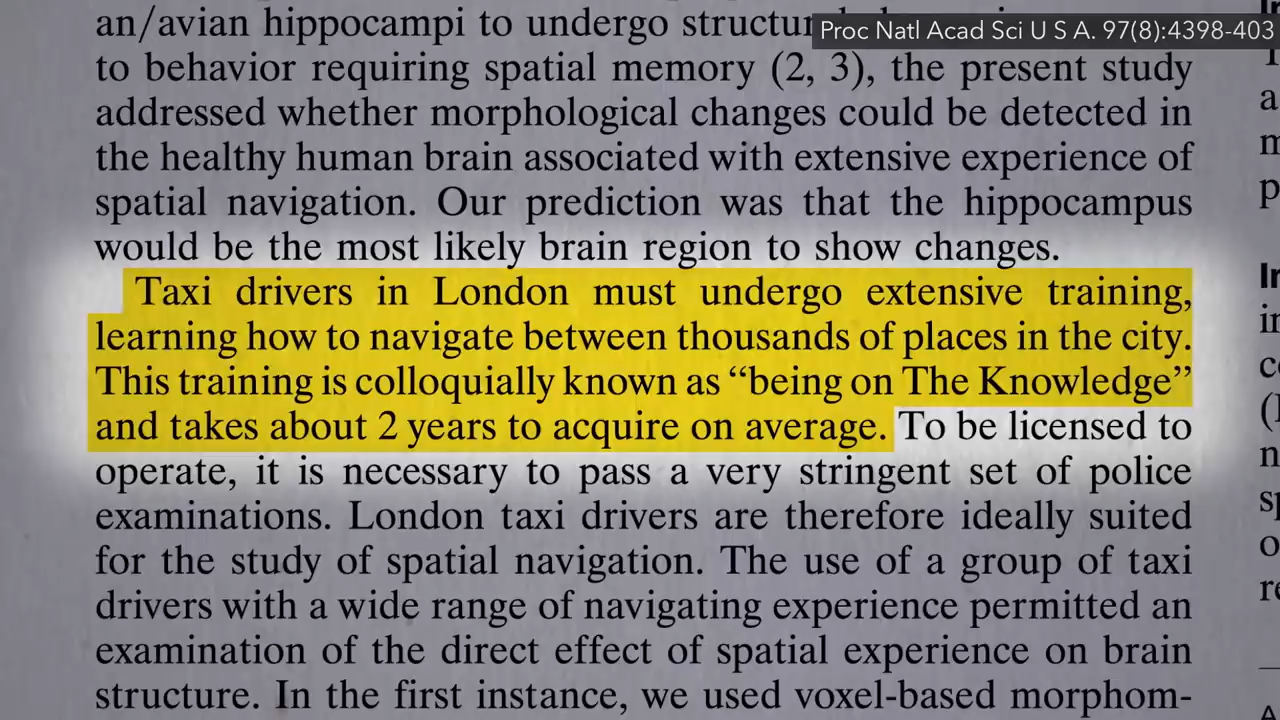 an/avian hippocampi to undergo
Proc Natl Acad Sci U S A. 97(8):4398-403
to behavior requiring spatial memory (2, 3), the present study
addressed whether morphological changes could be detected in
the healthy human brain associated with extensive experience of
spatial navigation. Our prediction was that the hippocampus
would be the most likely brain region to show changes.
Taxi drivers in London must undergo extensive training,
learning how to navigate between thousands of places in the city.
This training is colloquially known as “being on The Knowledge”
and takes about 2 years to acquire on average. To be licensed to
operate, it is necessary to pass a very stringent set of police
examinations. London taxi drivers are therefore ideally suited
for the study of spatial navigation. The use of a group of taxi
drivers with a wide range of navigating experience permitted an
examination of the direct effect of spatial experience on brain
structure. In the first instance, we used voxel-based morphom-